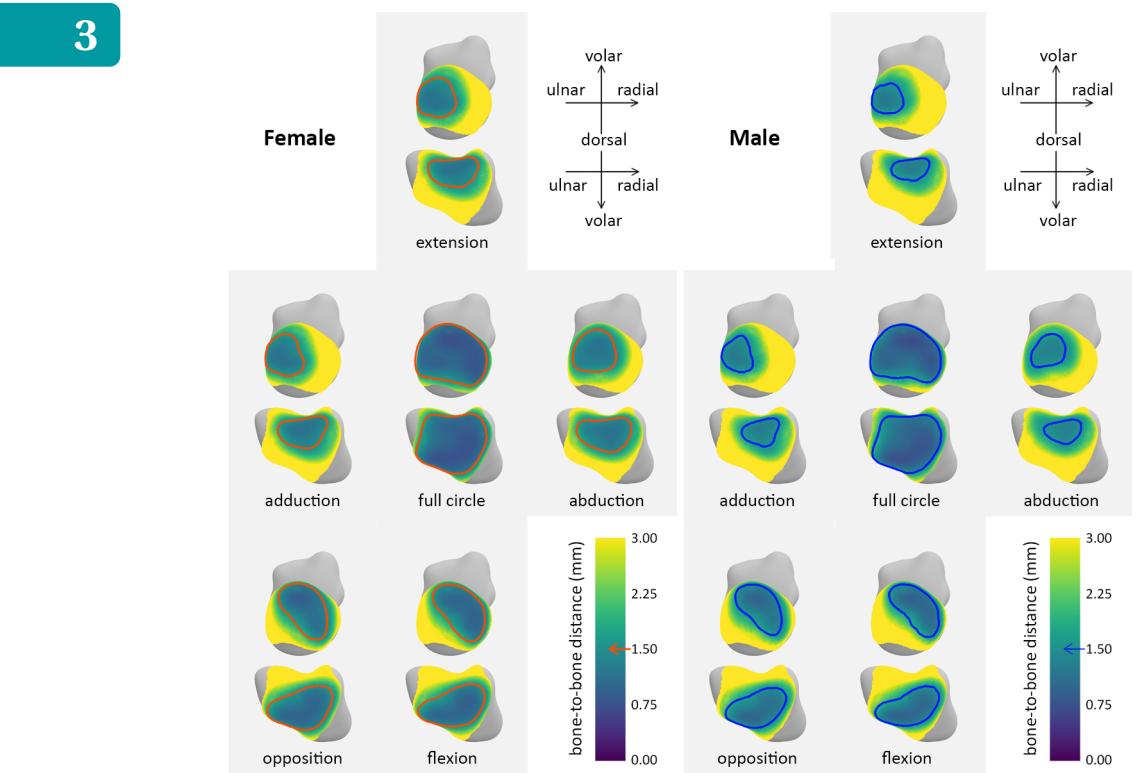 3
volar
ulnar radial
dorsal
ulnar radial
volar
Female
extension
volar
ulnar radial
dorsal
ulnar radial
volar
Male
extension
adduction
full circle
abduction
adduction
full circle
abduction
opposition
flexion
bone-to-bone distance (mm)
3.00
2.25
1.50
0.75
0.00
opposition
flexion
bone-to-bone distance (mm)
3.00
2.25
1.50
0.75
0.00